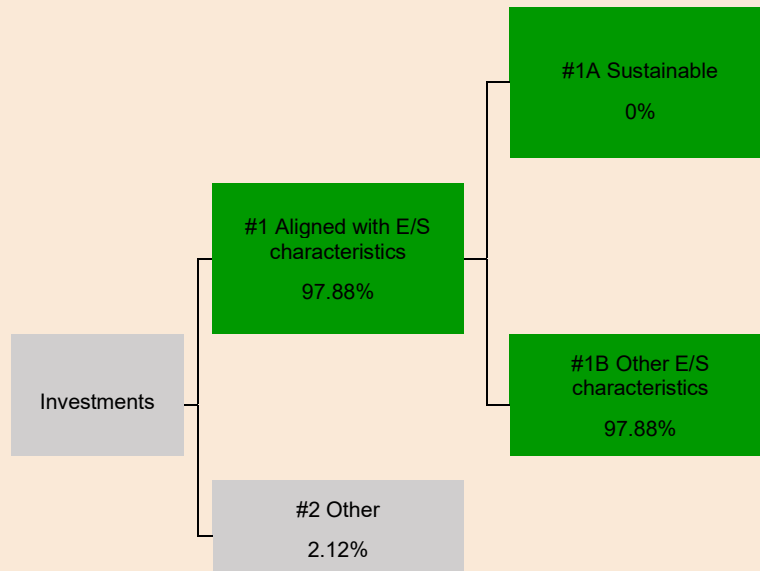 #1A Sustainable
0%
#1 Aligned with E/S
characteristics
97.88%
Investments
#1B Other E/S
characteristics
97.88%
#2 Other
2.12%